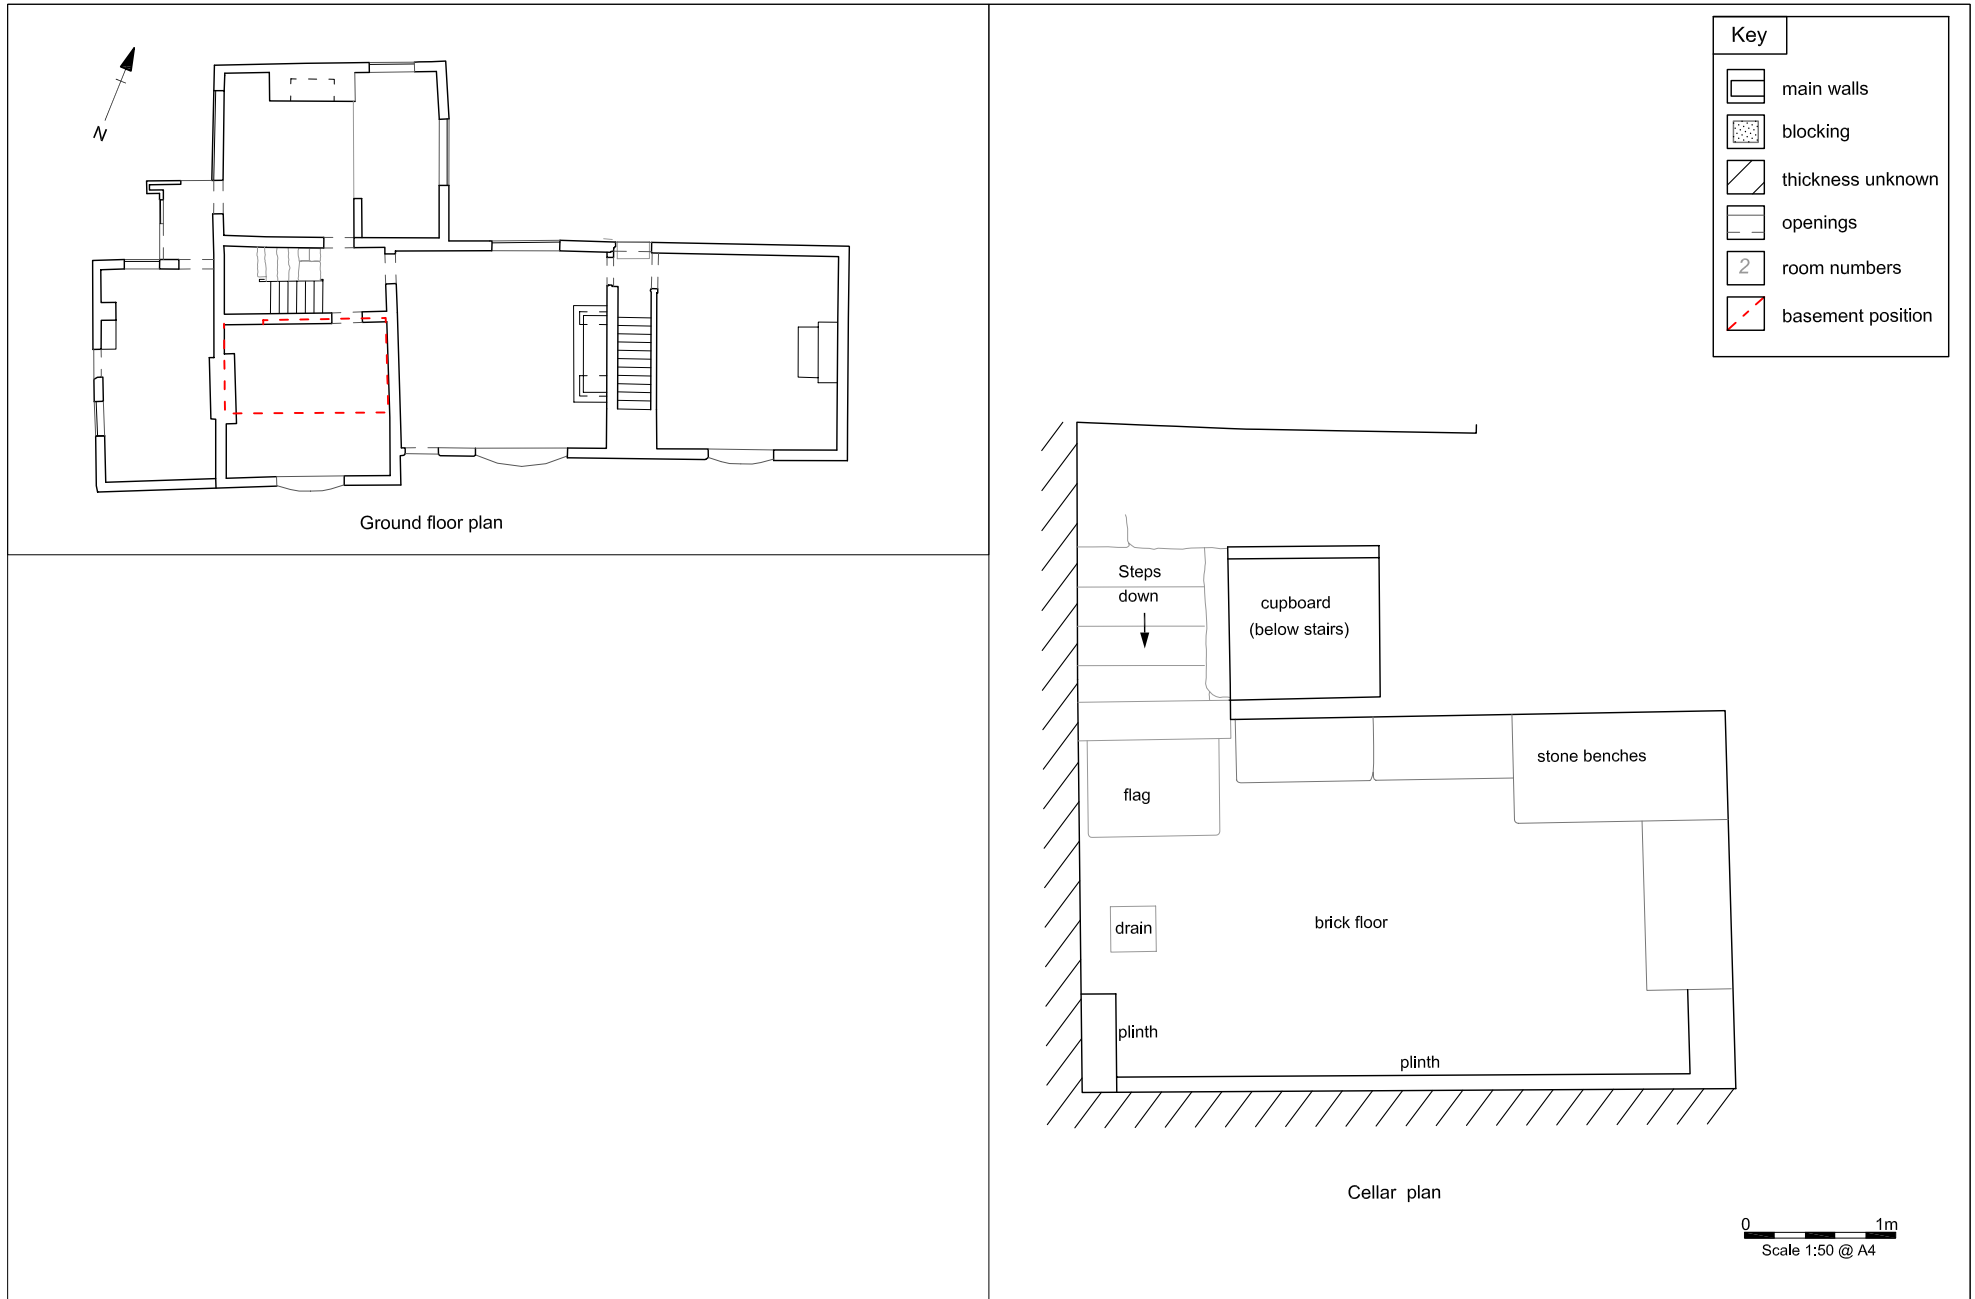 N
Ground floor plan
Key
main walls
blocking
thickness unknown
openings
2 room numbers
basement position
Steps
down
cupboard
(below stairs)
stone benches
flag
drain
brick floor
plinth
plinth
Cellar plan
0 1m
Scale 1:50 @ A4